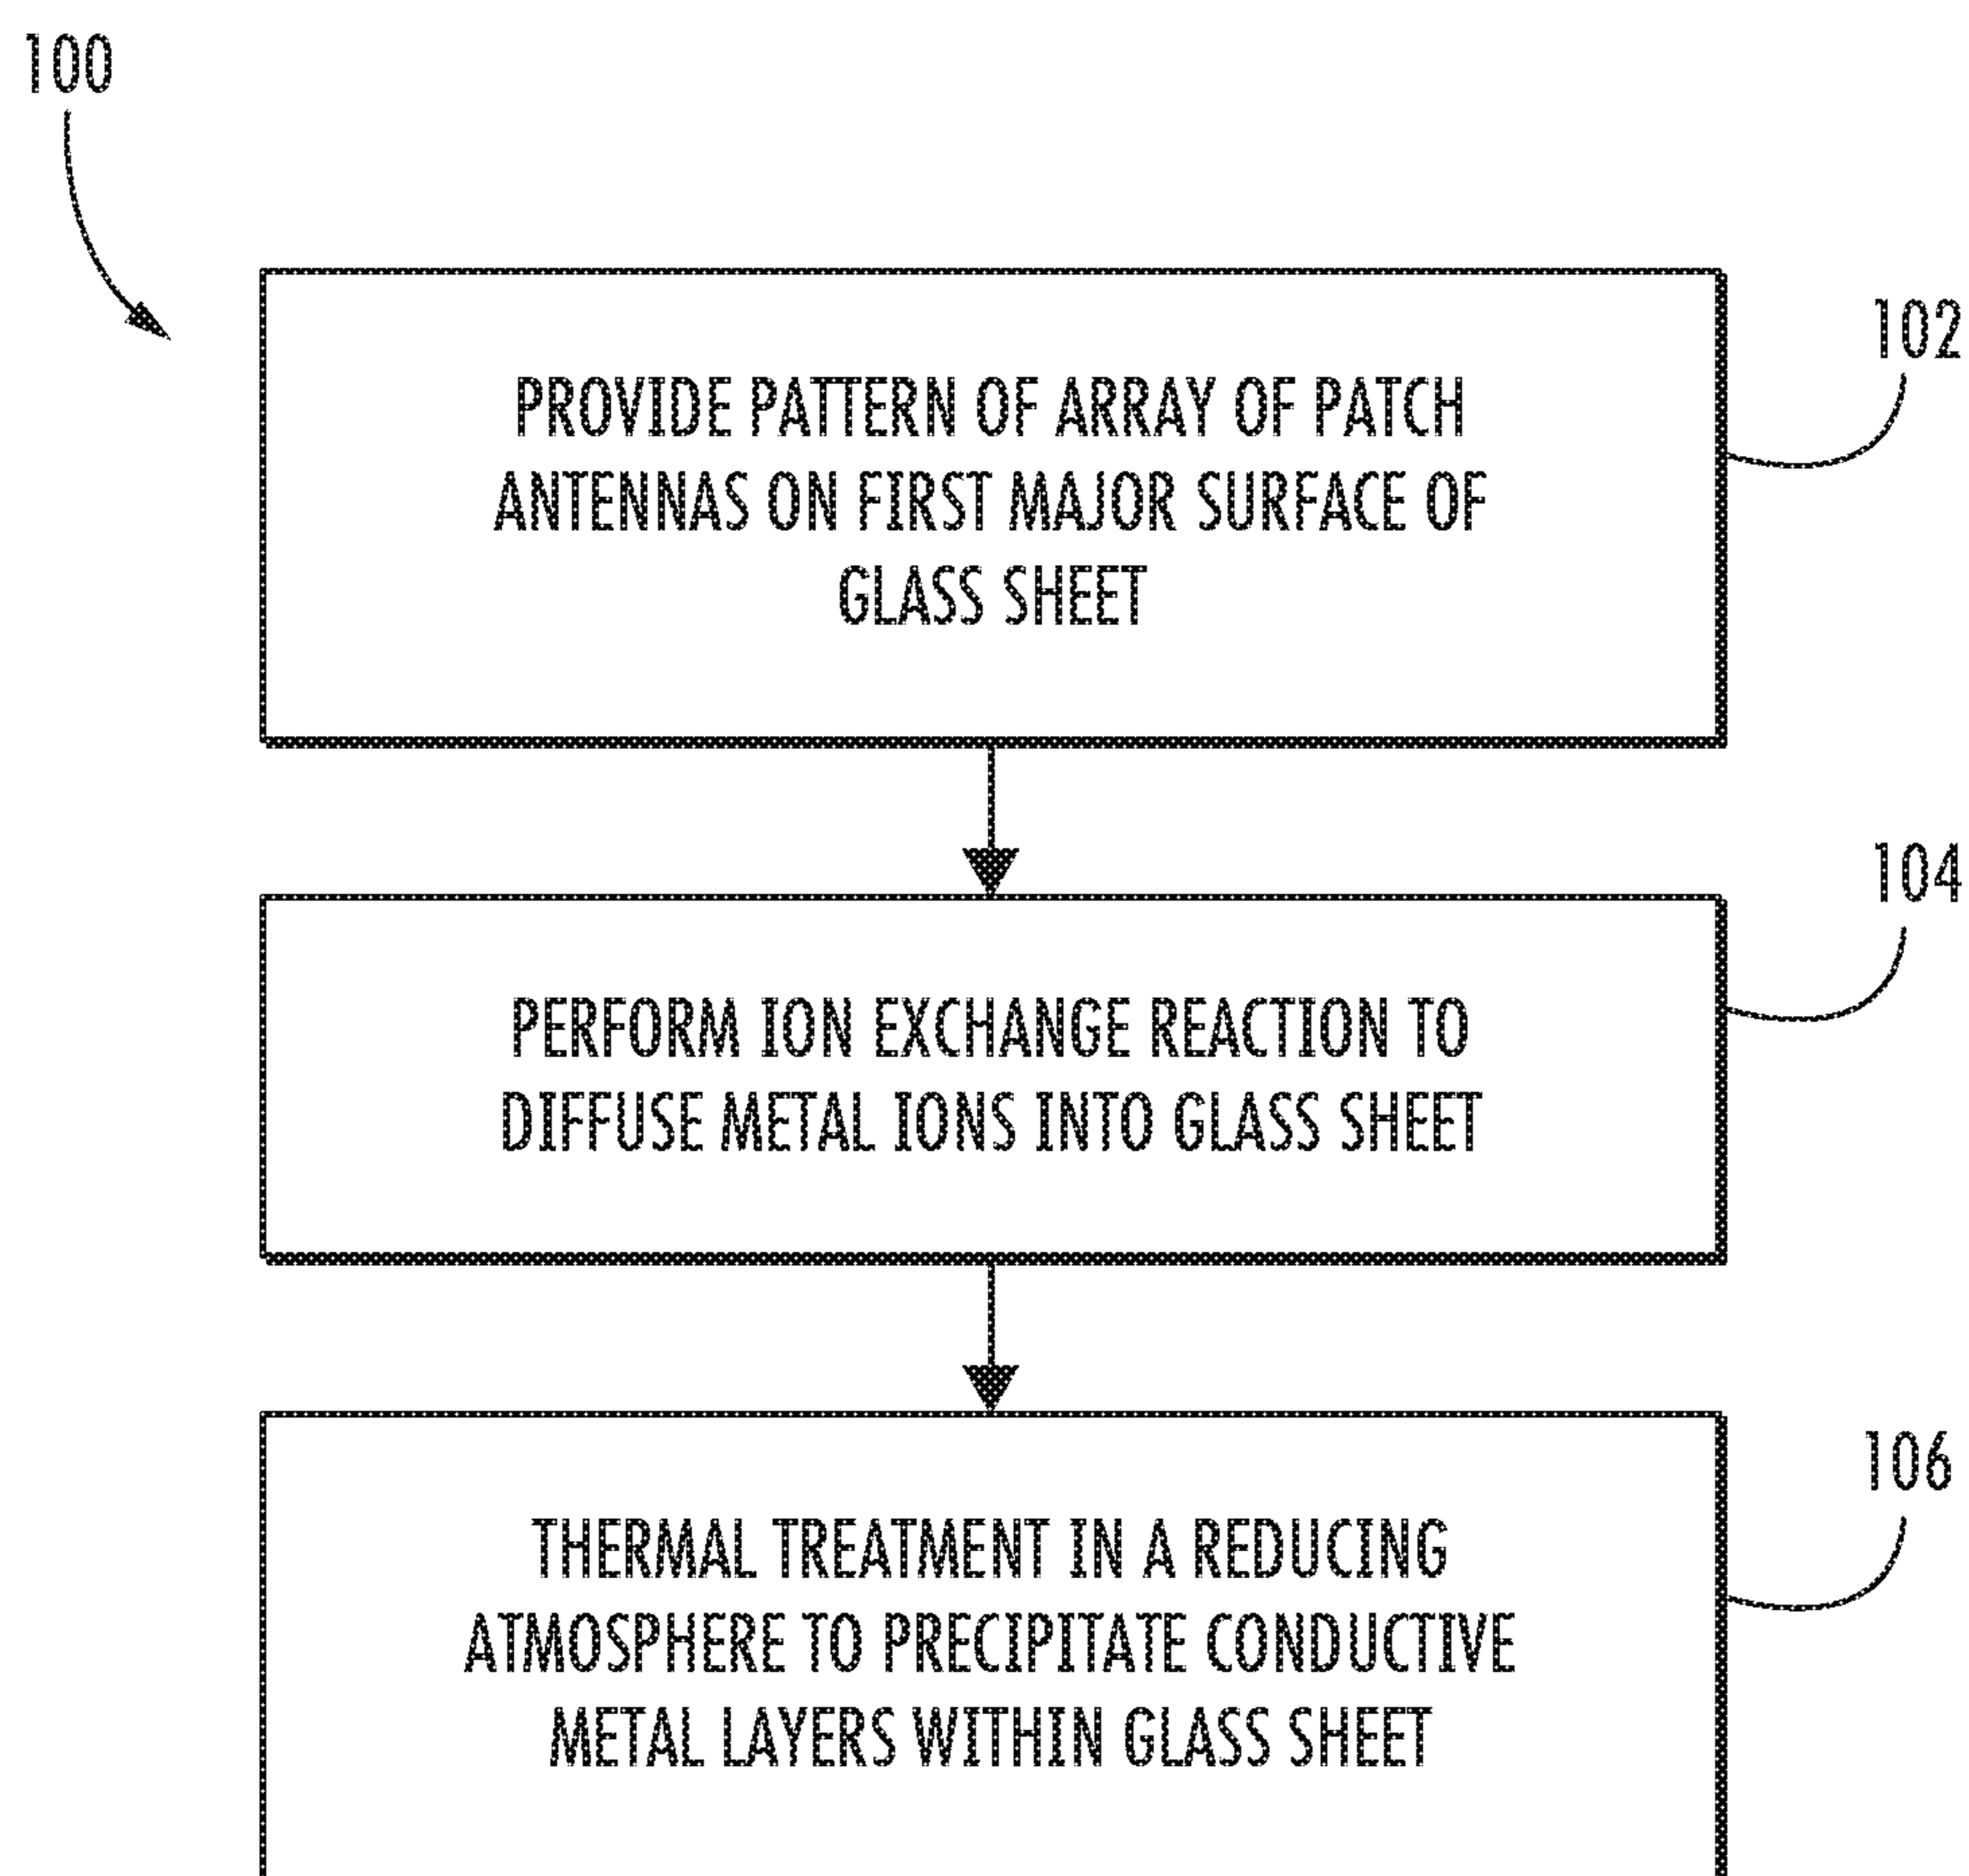 100
102
PROVIDE PATTERN OF ARRAY OF PATCH
ANTENNAS ON FIRST MAJOR SURFACE OF
GLASS SHEET
104
PERFORM ION EXCHANGE REACTION TO
DIFFUSE METAL IONS INTO GLASS SHEET
106
THERMAL TREATMENT IN A REDUCING
ATMOSPHERE TO PRECIPITATE CONDUCTIVE
METAL LAYERS WITHIN GLASS SHEET